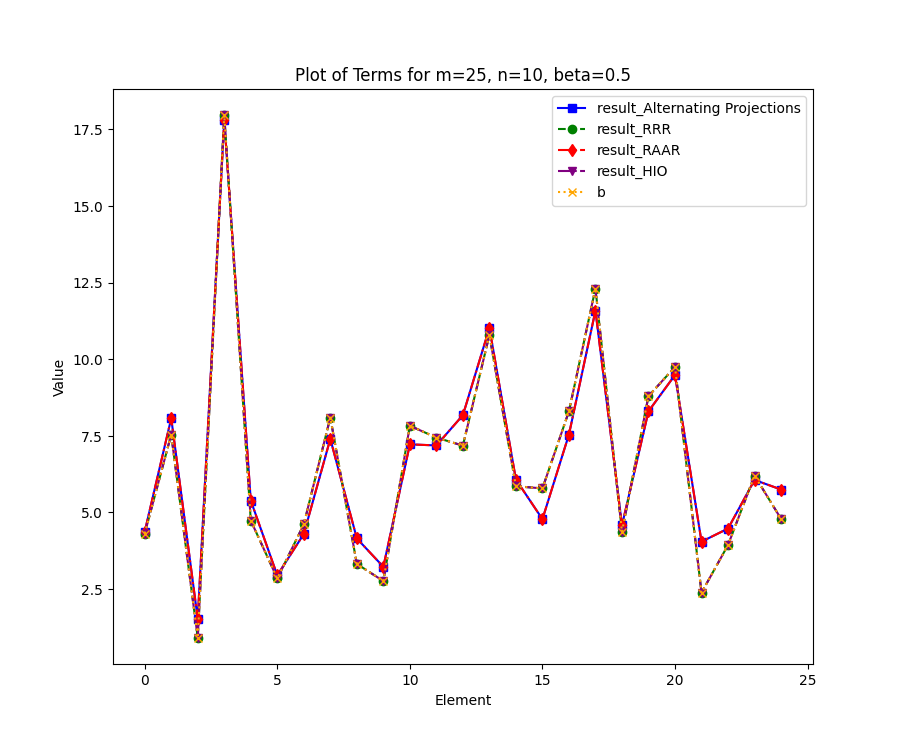 Plot of Terms for m=25, n=10, beta=0.5
result_Alternating Projections
result_RRR
result_RAAR
result_HIO
b
17.5
15.0
12.5
10.0
7.5
5.0
2.5
Value
0 5 10 15 20 25
Element